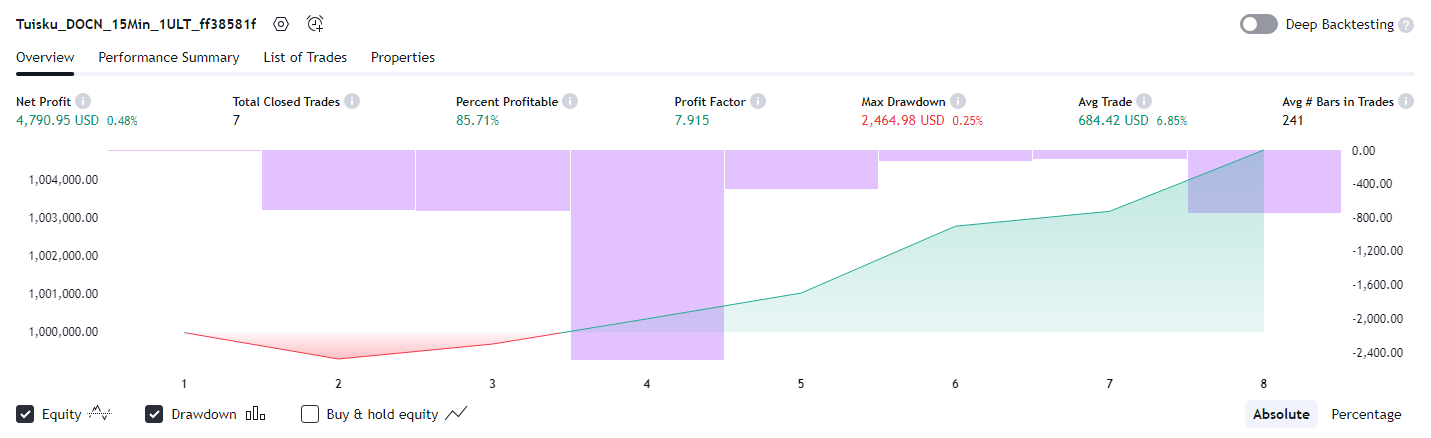 Tuisku_DOCN_15Min_1ULT_ff38581f
Deep Backtesting ?
Overview Performance Summary List of Trades Properties
Net Profit Total Closed Trades Percent Profitable Profit Factor Max Drawdown Avg Trade Avg # Bars in Trades
4,790.95 USD 0.48% 7 85.71% 7.915 2,464.98 USD 0.25% 684.42 USD 6.85% 241
0.00
1,004,000.00 -400.00
1,003,000.00 -800.00
1,002,000.00 -1,200.00
1,001,000.00 -1,600.00
1,000,000.00 -2,000.00
-2,400.00
1 2 3 4 5 6 7 8
Equity Drawdown Buy & hold equity Absolute Percentage